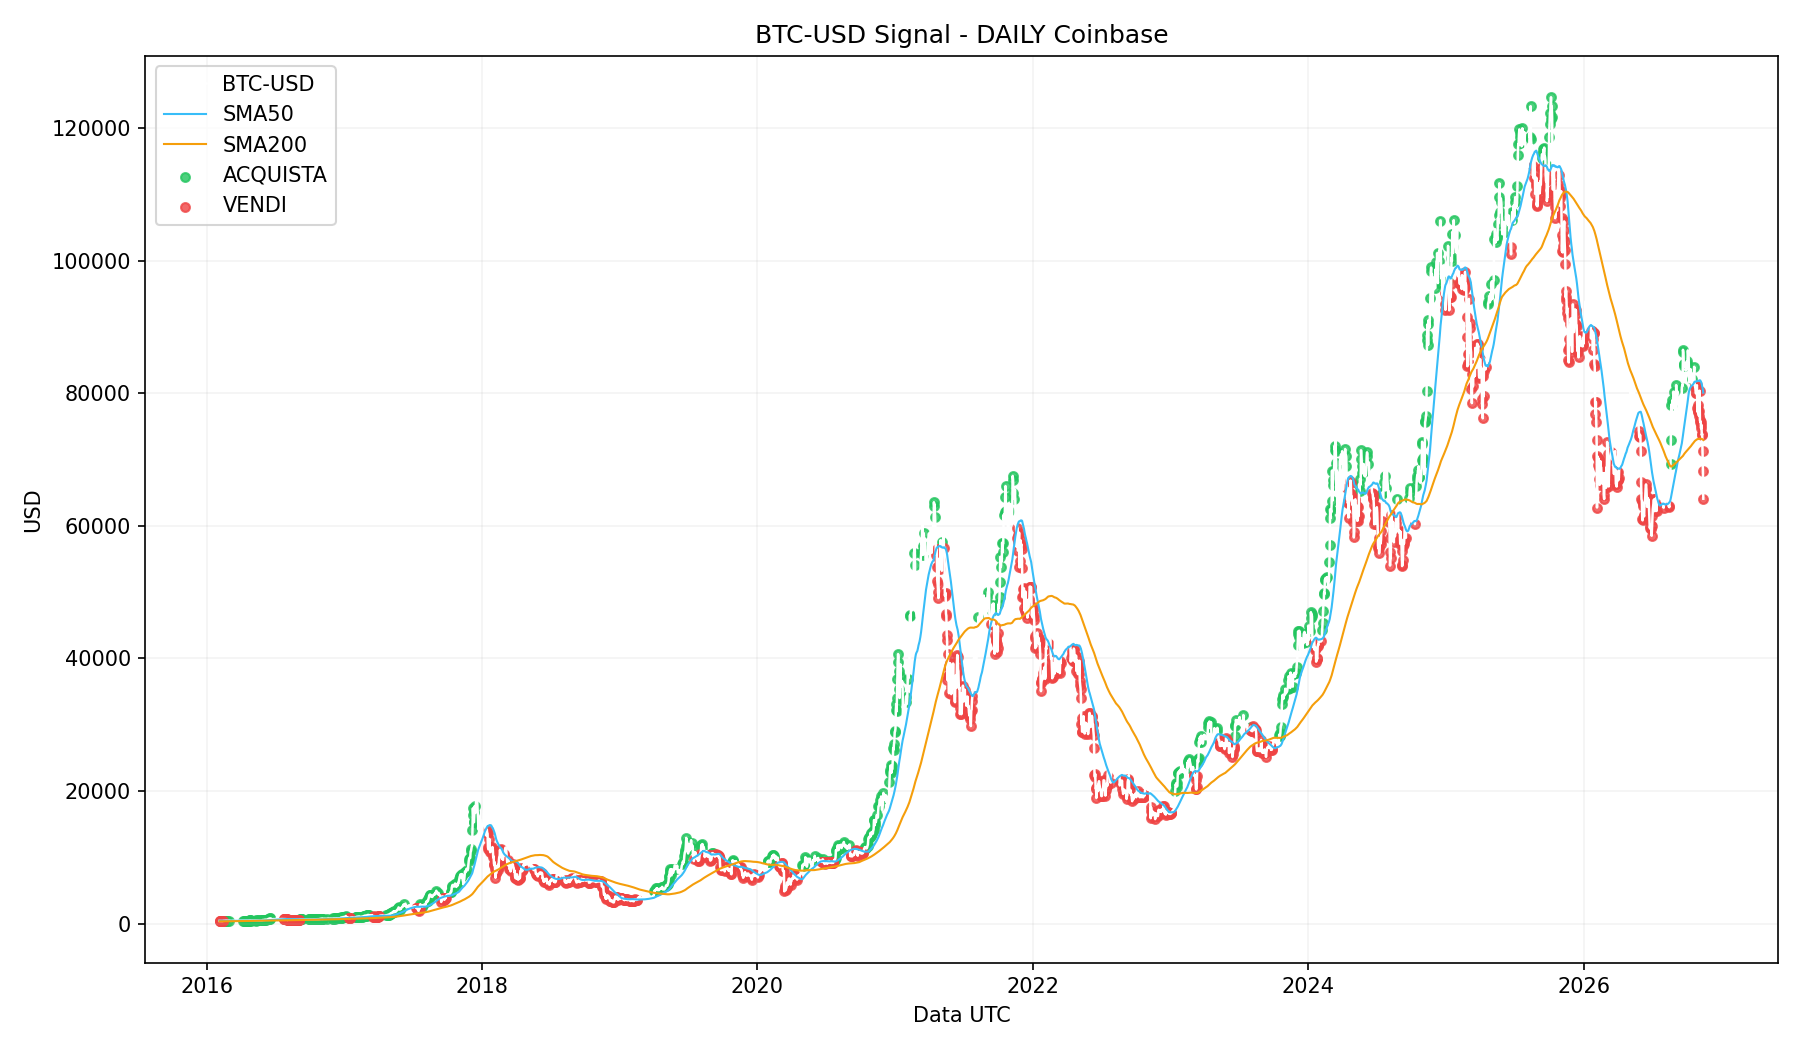 BTC-USD Signal - DAILY Coinbase
BTC-USD
SMA50
SMA200
ACQUISTA
VENDI
USD
120000
100000
80000
60000
40000
20000
0
2016
2018
2020
2022
2024
2026
Data UTC